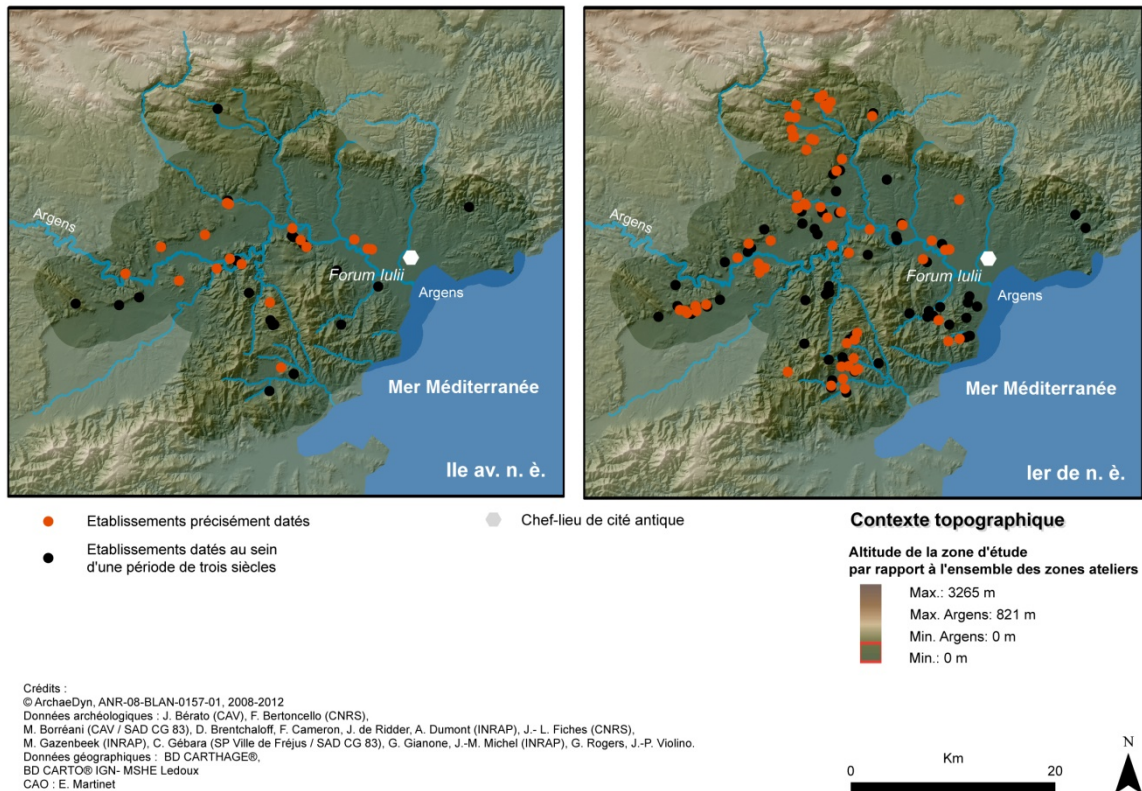 Argens
Forum Iulii
Argens
Mer Méditerranée
IIe av. n. è.
Argens
Forum Iulii
Argens
Mer Méditerranée
Ier de n. è.
Etablissements précisément datés
Etablissements datés au sein
d'une période de trois siècles
Chef-lieu de cité antique
Contexte topographique
Altitude de la zone d'étude
par rapport à l'ensemble des zones ateliers
Max.: 3265 m
Max. Argens: 821 m
Min. Argens: 0 m
Min.: 0 m
Crédits :
© ArchaeDyn, ANR-08-BLAN-0157-01, 2008-2012
Données archéologiques : J. Bérato (CAV), F. Bertoncello (CNRS),
M. Borréani (CAV / SAD CG 83), D. Brentchaloff, F. Cameron, J. de Ridder, A. Dumont (INRAP), J.- L. Fiches (CNRS),
M. Gazenbeek (INRAP), C. Gébara (SP Ville de Fréjus / SAD CG 83), G. Gianone, J.-M. Michel (INRAP), G. Rogers, J.-P. Violino.
Données géographiques : BD CARTHAGE®,
BD CARTO® IGN- MSHE Ledoux
CAO : E. Martinet
Km
0 20
N